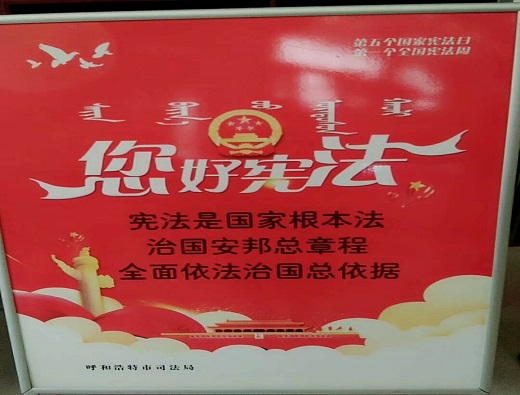 第五个国家宪法日
第一个全国宪法周
您好宪法
宪法是国家根本法
治国安邦总章程
全面依法治国总依据
呼和浩特市司法局